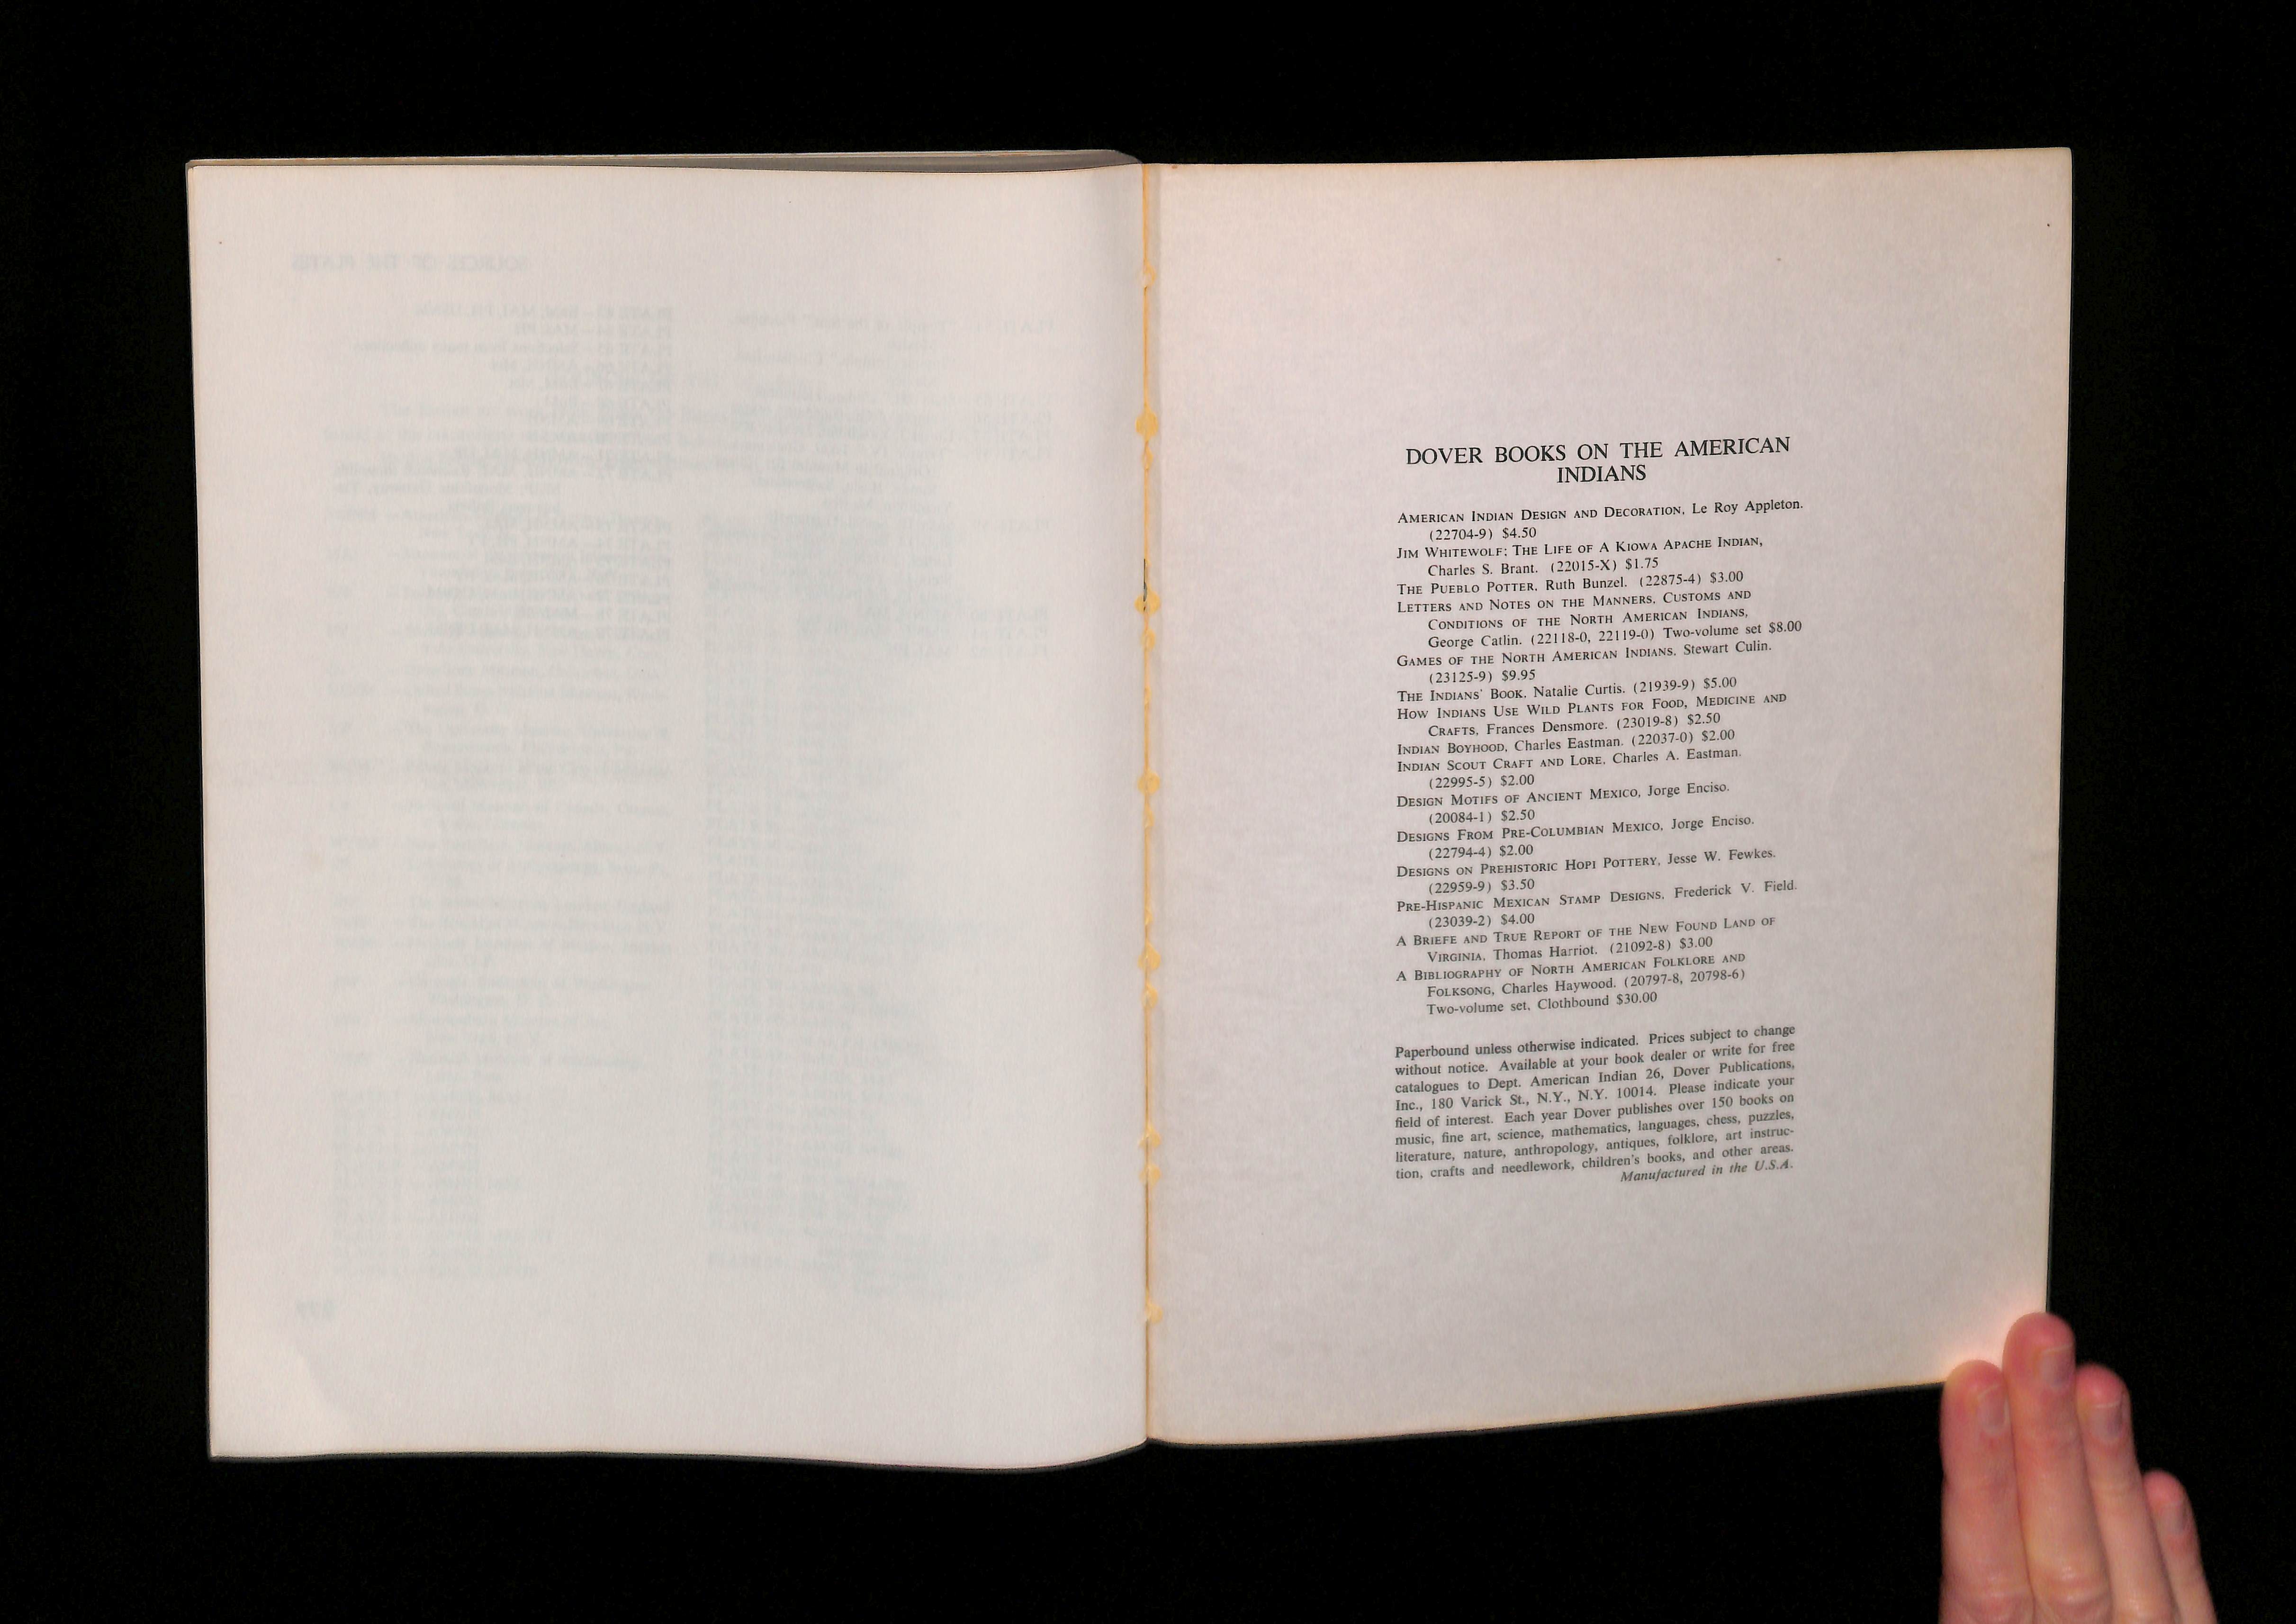 DOVER BOOKS ON THE AMERICAN
INDIANS
AMERICAN INDIAN DESIGN AND DECORATION, Le Roy Appleton.
(22704-9) $4.50
JIM WHITEWOLF: THE LIFE OF A KIOWA APACHE INDIAN,
Charles S. Brant. (22015-X) $1.75
THE PUEBLO POTTER, Ruth Bunzel. (22875-4) $3.00
LETTERS AND NOTES ON THE MANNERS, CUSTOMS AND
CONDITIONS OF THE NORTH AMERICAN INDIANS,
George Catlin. (22118-0, 22119-0) Two-volume set $8.00
GAMES OF THE NORTH AMERICAN INDIANS, Stewart Culin.
(23125-9) $9.95
THE INDIANS' BOOK, Natalie Curtis. (21939-9) $5.00
HOW INDIANS USE WILD PLANTS FOR FOOD, MEDICINE AND
CRAFTS, Frances Densmore. (23019-8) $2.50
INDIAN BOYHOOD, Charles Eastman. (22037-0) $2.00
INDIAN SCOUT CRAFT AND LORE, Charles A. Eastman.
(22995-5) $2.00
DESIGN MOTIFS OF ANCIENT MEXICO, Jorge Enciso.
(20084-1) $2.50
DESIGNS FROM PRE-COLUMBIAN MEXICO, Jorge Enciso.
(22794-4) $2.00
DESIGNS ON PREHISTORIC HOPI POTTERY, Jesse W. Fewkes.
(22959-9) $3.50
PRE-HISPANIC MEXICAN STAMP DESIGNS, Frederick V. Field.
(23039-2) $4.00
A BRIEFE AND TRUE REPORT OF THE NEW FOUND LAND OF
VIRGINIA, Thomas Harriot. (21092-8) $3.00
A BIBLIOGRAPHY OF NORTH AMERICAN FOLKLORE AND
FOLKSONG, Charles Haywood. (20797-8, 20798-6)
Two-volume set, Clothbound $30.00
Paperbound unless otherwise indicated. Prices subject to change
without notice. Available at your book dealer or write for free
catalogues to Dept. American Indian 26, Dover Publications,
Inc., 180 Varick St., N.Y., N.Y. 10014. Please indicate your
field of interest. Each year Dover publishes over 150 books on
music, fine art, science, mathematics, languages, chess, puzzles,
literature, nature, anthropology, antiques, folklore, art instruc-
tion, crafts and needlework, children's books, and other areas.
Manufactured in the U.S.A.